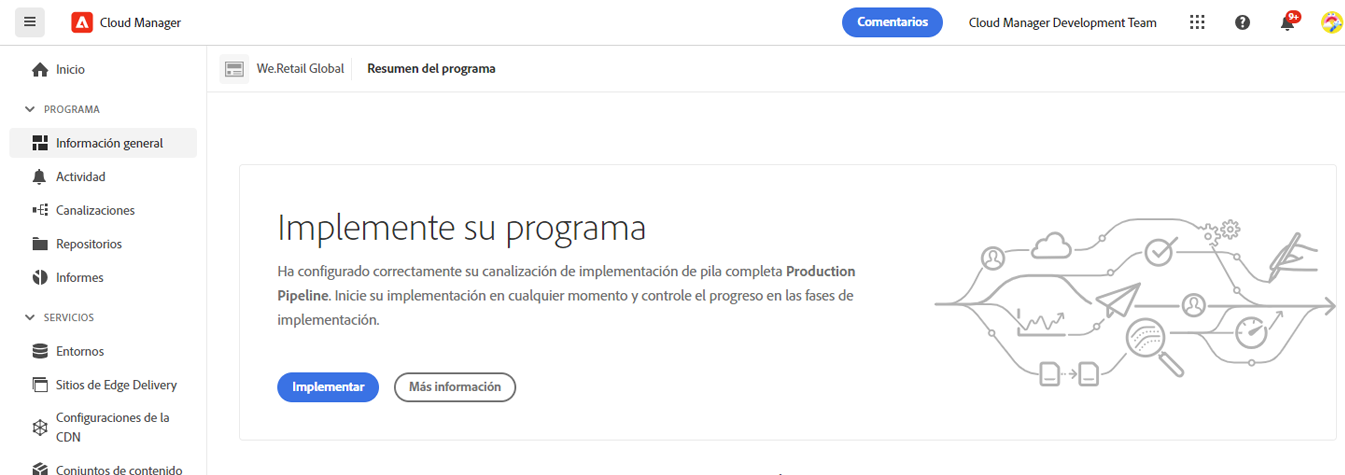 Cloud Manager
Comentarios
Cloud Manager Development Team
9+
Inicio
PROGRAMA
Información general
Actividad
Canalizaciones
Repositorios
Informes
SERVICIOS
Entornos
Sitios de Edge Delivery
Configuraciones de la
CDN
Conjuntos de contenido
We.Retail Global
Resumen del programa
Implemente su programa
Ha configurado correctamente su canalización de implementación de pila completa Production
Pipeline. Inicie su implementación en cualquier momento y controle el progreso en las fases de
implementación.
Implementar
Más información